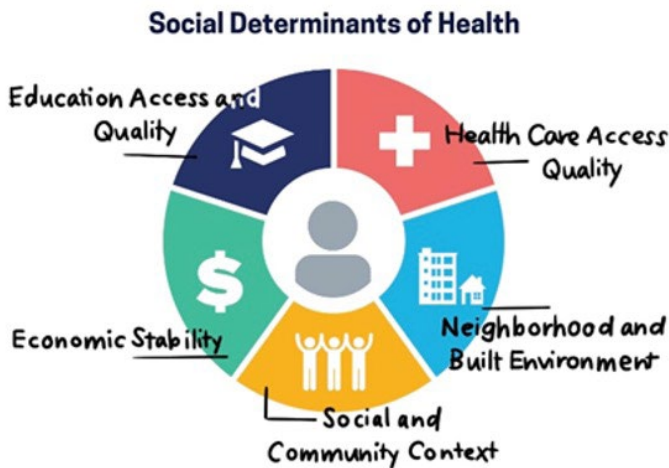 Social Determinants of Health
Education Access and
Quality
Health Care Access
Quality
$
Economic Stability
Neighborhood and
Built Environment
Social and
Community Context